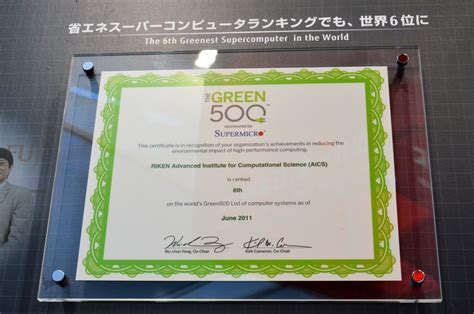 省エネスーパーコンピュータランキングでも、世界6位に
The 6th Greenest Supercomputer in the World
THE GREEN
500™
sponsored by
SUPERMICRO
This certificate is in recognition of your organization's achievements in reducing the
environmental impact of high-performance computing.
RIKEN Advanced Institute for Computational Science (AICS)
is ranked
6th
on the world's Green500 List of computer systems as of
June 2011
Wu-chun Feng, Co-Chair
Kirk Cameron, Co-Chair